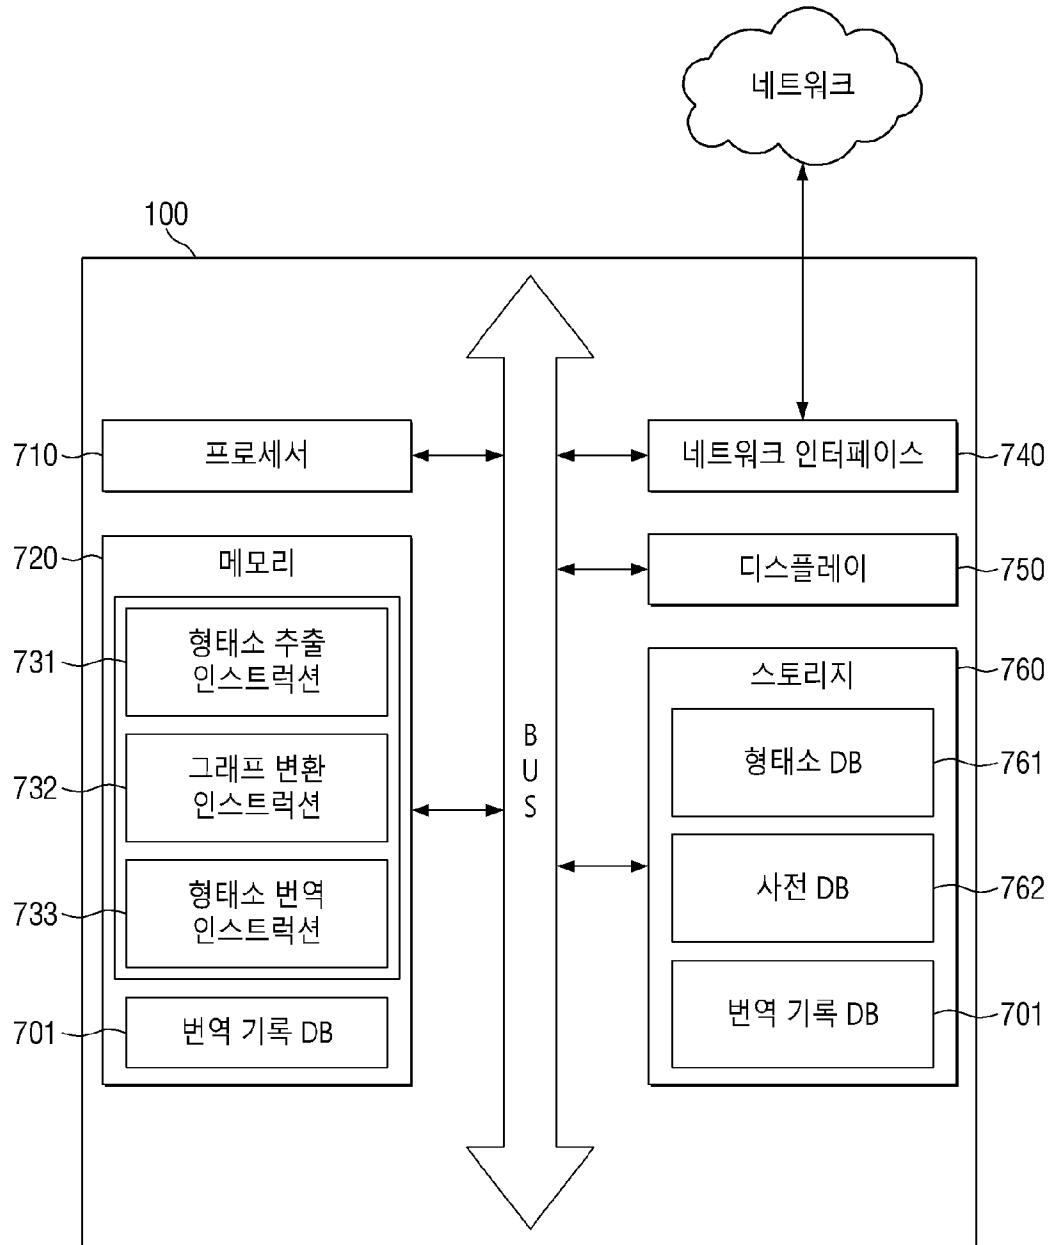 네트워크
100
710
프로세서
네트워크 인터페이스
740
720
메모리
디스플레이
750
731
형태소 추출
인스트럭션
스토리지
760
732
그래프 변환
인스트럭션
B
U
S
형태소 DB
761
733
형태소 번역
인스트럭션
사전 DB
762
701
번역 기록 DB
번역 기록 DB
701